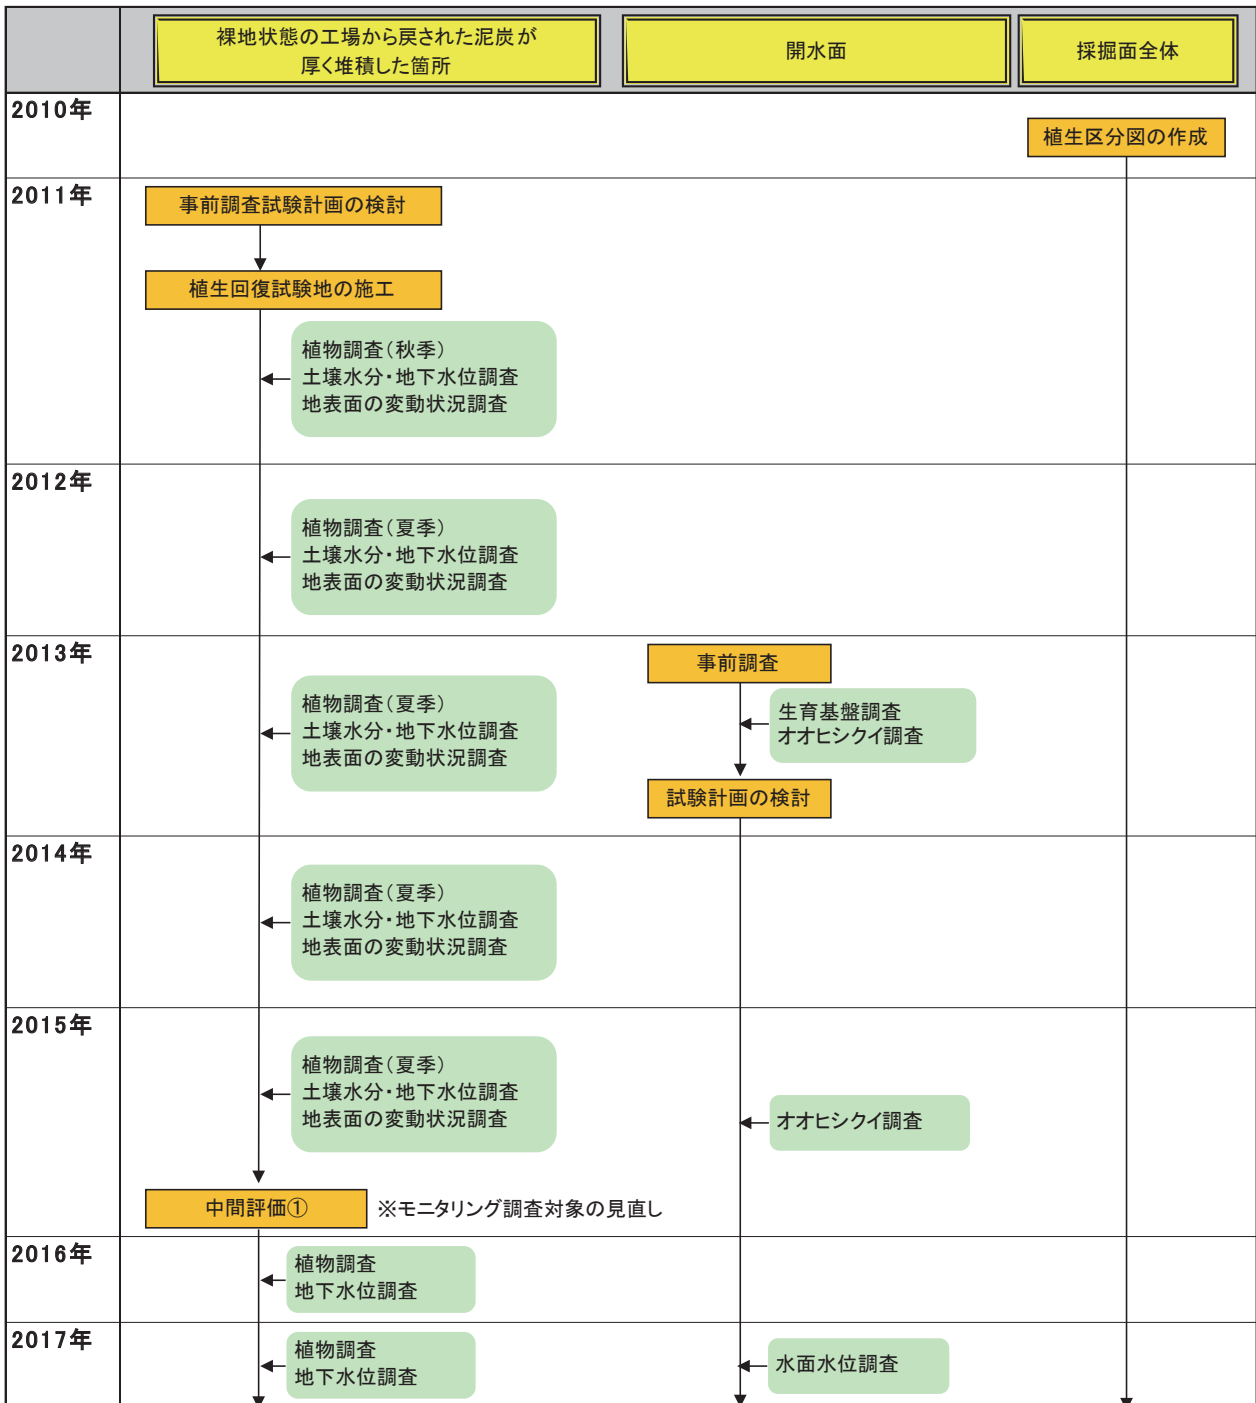 裸地状態の工場から戻された泥炭が
厚く堆積した箇所
開水面
採掘面全体
2010年
植生区分図の作成
2011年
事前調査試験計画の検討
植生回復試験地の施工
植物調査(秋季)
土壌水分・地下水位調査
地表面の変動状況調査
2012年
植物調査(夏季)
土壌水分・地下水位調査
地表面の変動状況調査
2013年
事前調査
植物調査(夏季)
土壌水分・地下水位調査
地表面の変動状況調査
生育基盤調査
オオヒシクイ調査
試験計画の検討
2014年
植物調査(夏季)
土壌水分・地下水位調査
地表面の変動状況調査
2015年
植物調査(夏季)
土壌水分・地下水位調査
地表面の変動状況調査
オオヒシクイ調査
中間評価① ※モニタリング調査対象の見直し
2016年
植物調査
地下水位調査
2017年
植物調査
地下水位調査
水面水位調査